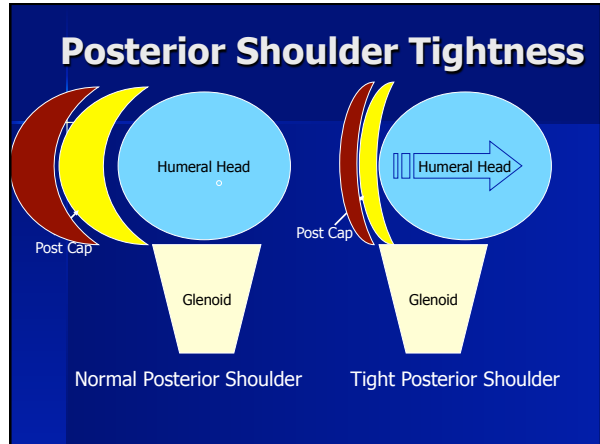 Posterior Shoulder Tightness
Humeral Head
Humeral Head
Post Cap
Post Cap
Glenoid
Glenoid
Normal Posterior Shoulder
Tight Posterior Shoulder